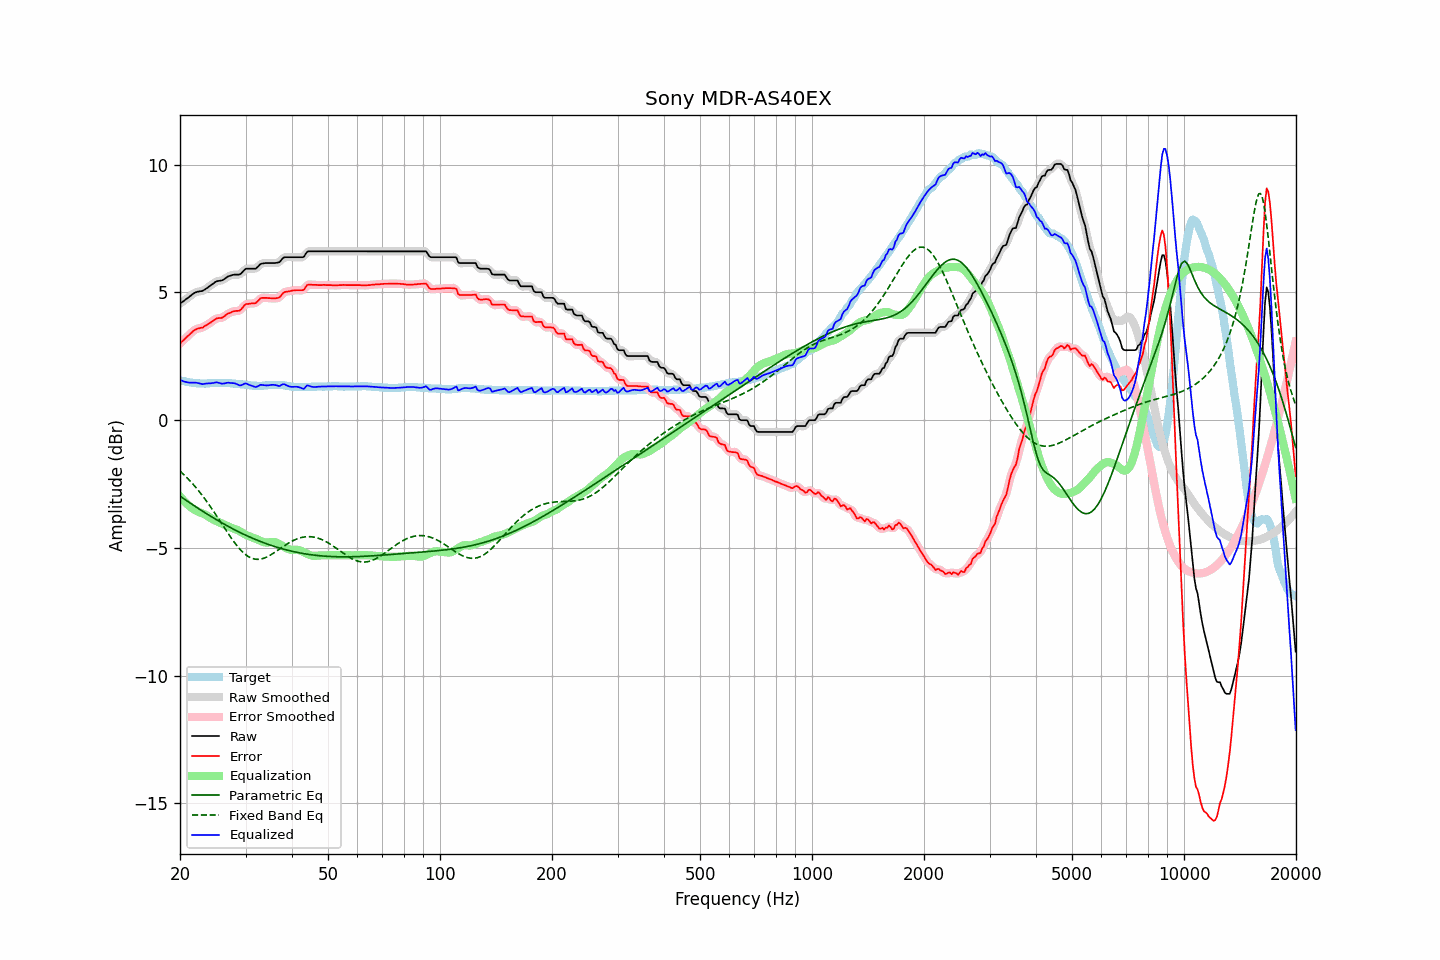 Sony MDR-AS40EX
Amplitude (dBr)
10
5
0
−5
−10
−15
Target
Raw Smoothed
Error Smoothed
Raw
Error
Equalization
Parametric Eq
Fixed Band Eq
Equalized
20
50
100
200
500
1000
2000
5000
10000
20000
Frequency (Hz)